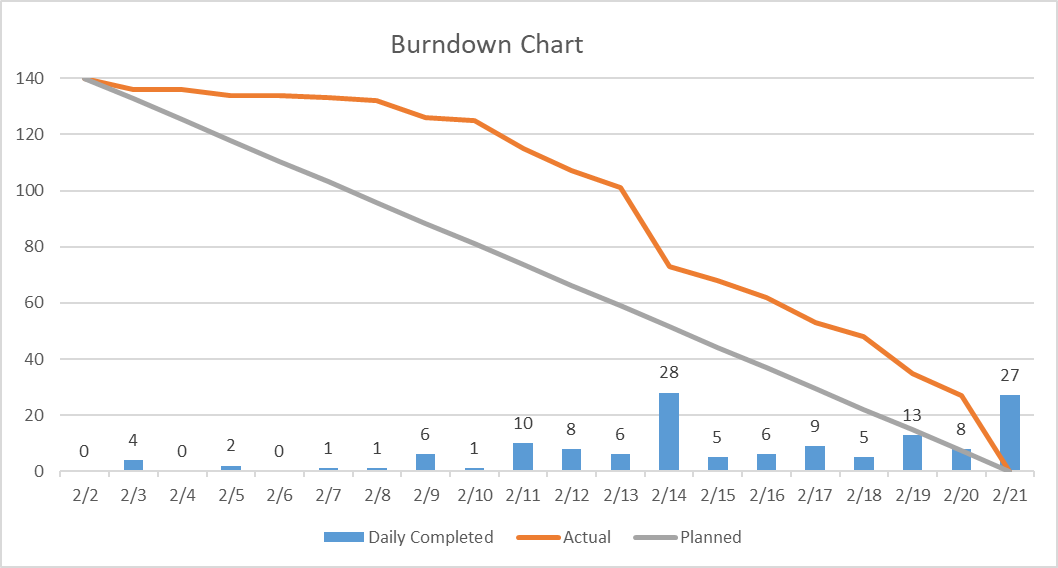 Burndown Chart
140
120
100
80
60
40
20
0
0 4 0 2 0 1 1 6 1 10 8 6 28 5 6 9 5 13 8 27
2/2 2/3 2/4 2/5 2/6 2/7 2/8 2/9 2/10 2/11 2/12 2/13 2/14 2/15 2/16 2/17 2/18 2/19 2/20 2/21
Daily Completed Actual Planned